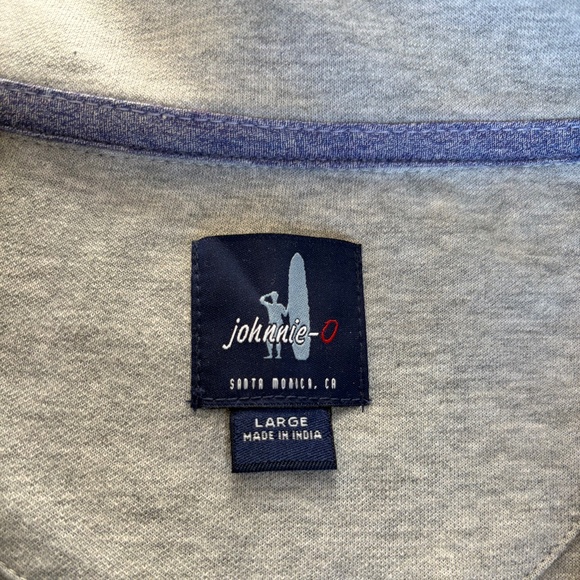 johnnie-O
SANTA MONICA, CA
LARGE
MADE IN INDIA